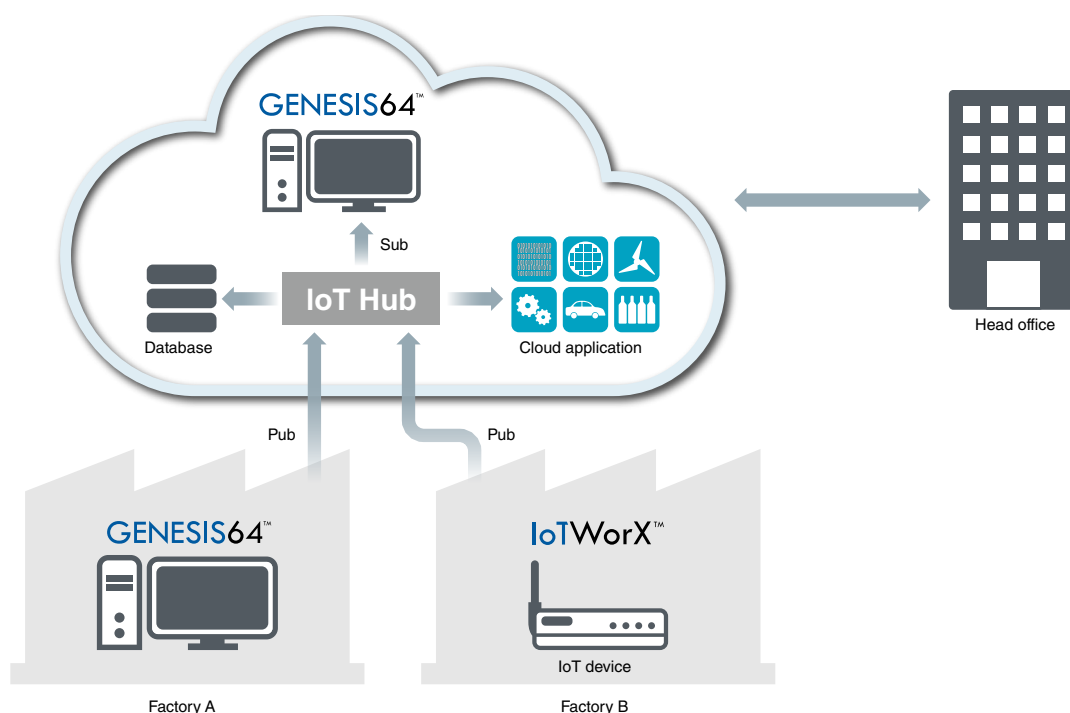 GENESIS64™
Sub
IoT Hub
Database
Cloud application
Head office
Pub
Pub
GENESIS64™
IoTWorX™
IoT device
Factory A
Factory B